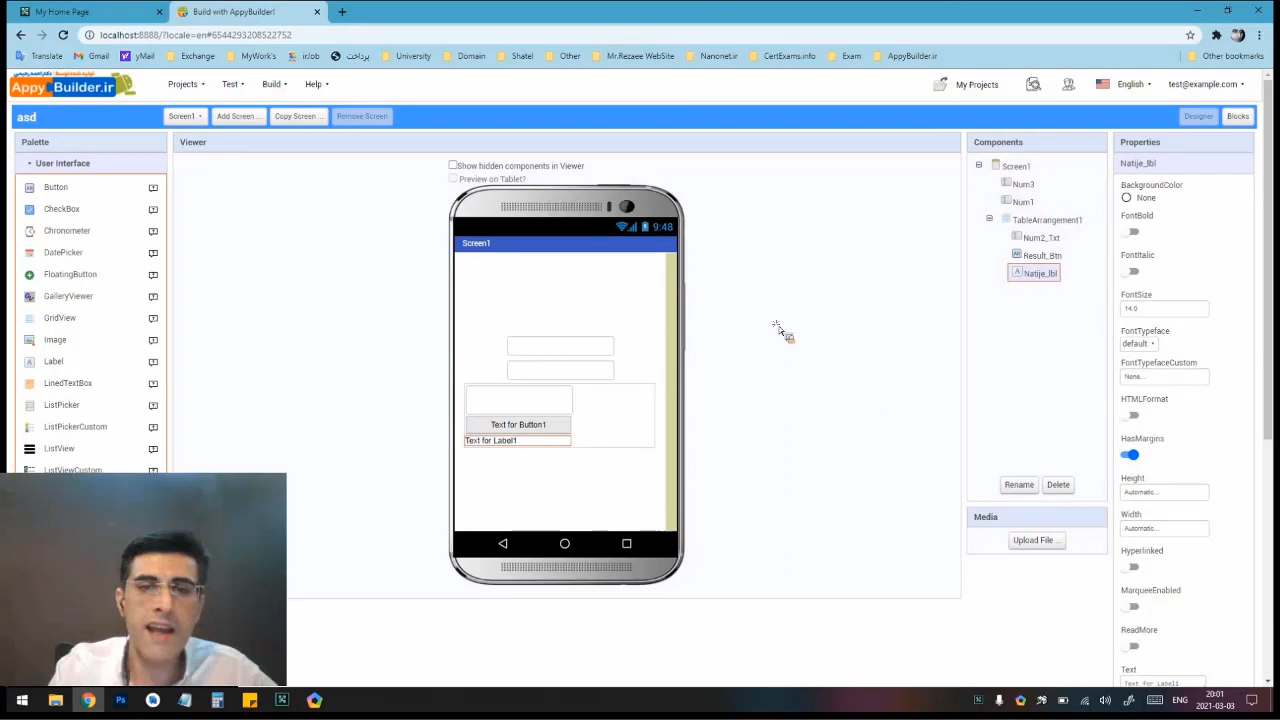 My Home Page
Build with AppyBuilder!
localhost:8888/?locale=en#6544293208522752
Translate Gmail yMail Exchange MyWork's irJob پرداخت University Domain Shatel Other Mr.Rezaee WebSite Nanonet.ir CertExams.info Exam AppyBuilder.ir Other bookmarks
AppyBuilder.ir
Projects Test Build Help My Projects English test@example.com
asd Screen1 Add Screen ... Copy Screen ... Remove Screen Designer Blocks
Palette Viewer Components Properties
User Interface
Button
CheckBox
Chronometer
DatePicker
FloatingButton
GalleryViewer
GridView
Image
Label
LinedTextBox
ListPicker
ListPickerCustom
ListView
ListViewCustom
Show hidden components in Viewer
Preview on Tablet?
9:48
Screen1
Text for Button1
Text for Label1
Screen1
Num3
Num1
TableArrangement1
Num2_Txt
Result_Btn
Natije_lbl
Rename Delete
Media
Upload File ...
Natije_lbl
BackgroundColor
None
FontBold
FontItalic
FontSize
14.0
FontTypeface
default
FontTypefaceCustom
None...
HTMLFormat
HasMargins
Height
Automatic...
Width
Automatic...
Hyperlinked
MarqueeEnabled
ReadMore
Text
Text for Label1
ENG
20:01
2021-03-03